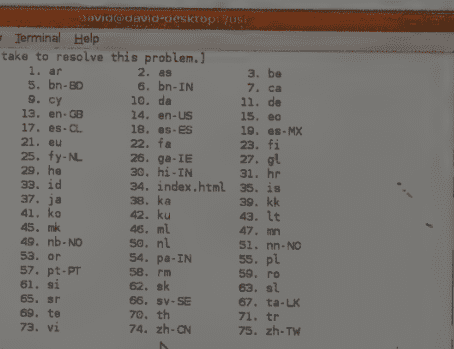 david@david-desktop: /usr
Terminal Help
take to resolve this problem.]
1. ar 2. as 3. be
5. bn-BD 6. bn-IN 7. ca
9. cy 10. da 11. de
13. en-GB 14. en-US 15. eo
17. es-CL 18. es-ES 19. es-MX
21. eu 22. fa 23. fi
25. fy-NL 26. ga-IE 27. gl
29. he 30. hi-IN 31. hr
33. id 34. index.html 35. is
37. ja 38. ka 39. kk
41. ko 42. ku 43. lt
45. mk 46. ml 47. mn
49. nb-NO 50. nl 51. nn-NO
53. or 54. pa-IN 55. pl
57. pt-PT 58. rm 59. ro
61. si 62. sk 63. sl
65. sr 66. sv-SE 67. ta-LK
69. te 70. th 71. tr
73. vi 74. zh-CN 75. zh-TW